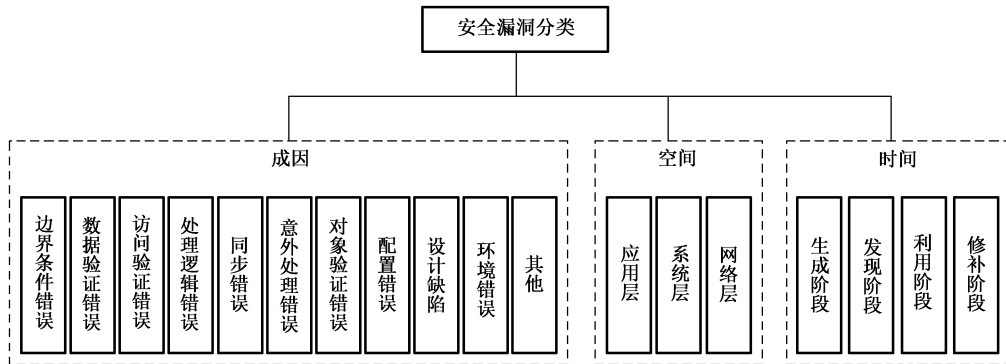 安全漏洞分类
成因
空间
时间
边界条件错误
数据验证错误
访问验证错误
处理逻辑错误
同步错误
意外处理错误
对象验证错误
配置错误
设计缺陷
环境错误
其他
应用层
系统层
网络层
生成阶段
发现阶段
利用阶段
修补阶段